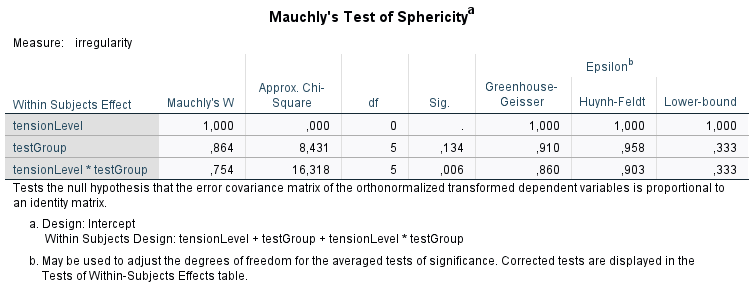 Mauchly's Test of Sphericity^a
Measure: irregularity
Epsilon^b
Within Subjects Effect Mauchly's W Approx. Chi-Square df Sig. Greenhouse-Geisser Huynh-Feldt Lower-bound
tensionLevel 1,000 ,000 0 . 1,000 1,000 1,000
testGroup ,864 8,431 5 ,134 ,910 ,958 ,333
tensionLevel * testGroup ,754 16,318 5 ,006 ,860 ,903 ,333
Tests the null hypothesis that the error covariance matrix of the orthonormalized transformed dependent variables is proportional to
an identity matrix.
a. Design: Intercept
Within Subjects Design: tensionLevel + testGroup + tensionLevel * testGroup
b. May be used to adjust the degrees of freedom for the averaged tests of significance. Corrected tests are displayed in the
Tests of Within-Subjects Effects table.